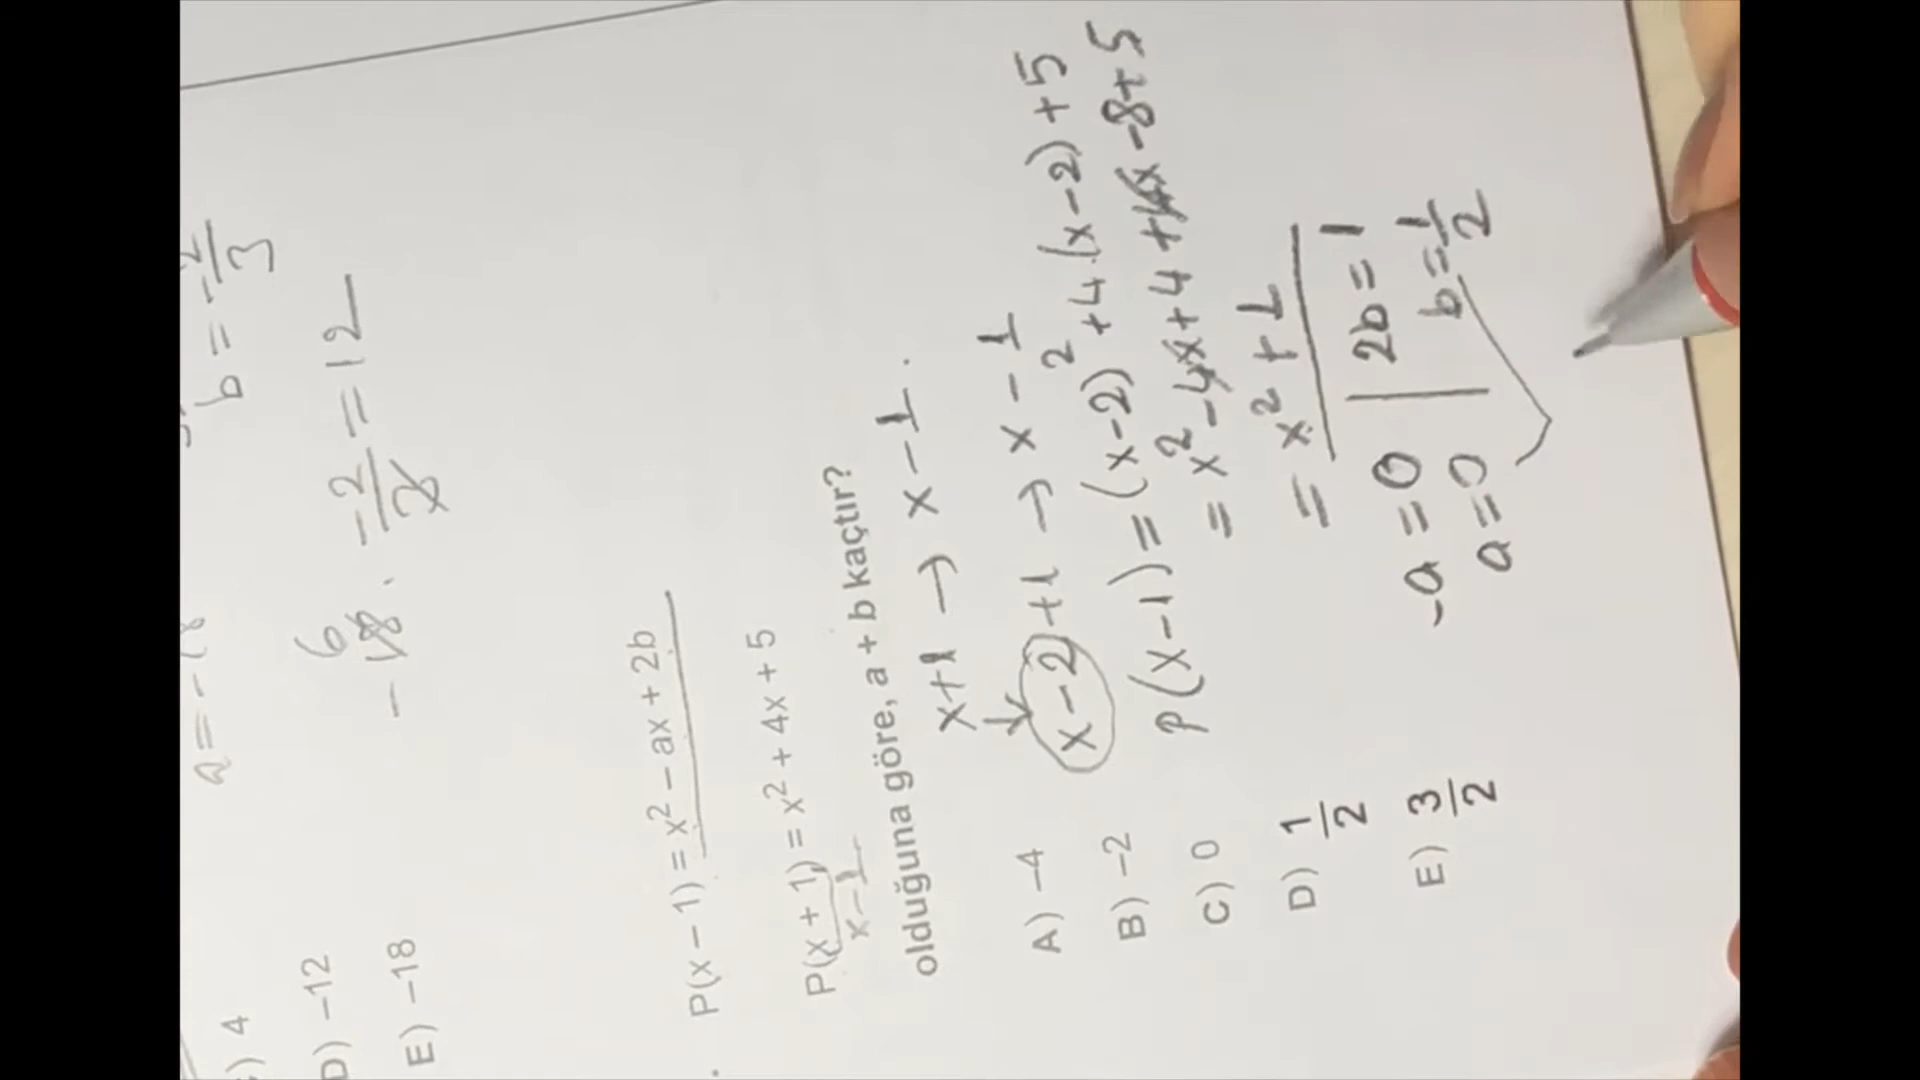 a = -18
b = -2/3
6
-18 . -2/3 = 12
4
D) -12
E) -18
P(x - 1) = x² - ax + 2b
P(x + 1) = x² + 4x + 5
x - 1
olduğuna göre, a + b kaçtır?
x+1 → x - 1.
x - 2 + 1 → x - 1
P(x - 1) = (x - 2)² + 4.(x - 2) + 5
= x² - 4x + 4 + 4x - 8 + 5
= x² + 1
-a = 0 | 2b = 1
a = 0 | b = 1/2
A) -4
B) -2
C) 0
D) 1/2
E) 3/2